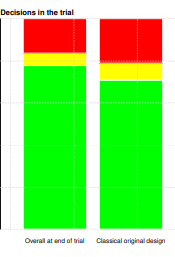 Decisions in the trial
Overall at end of trial Classical original design